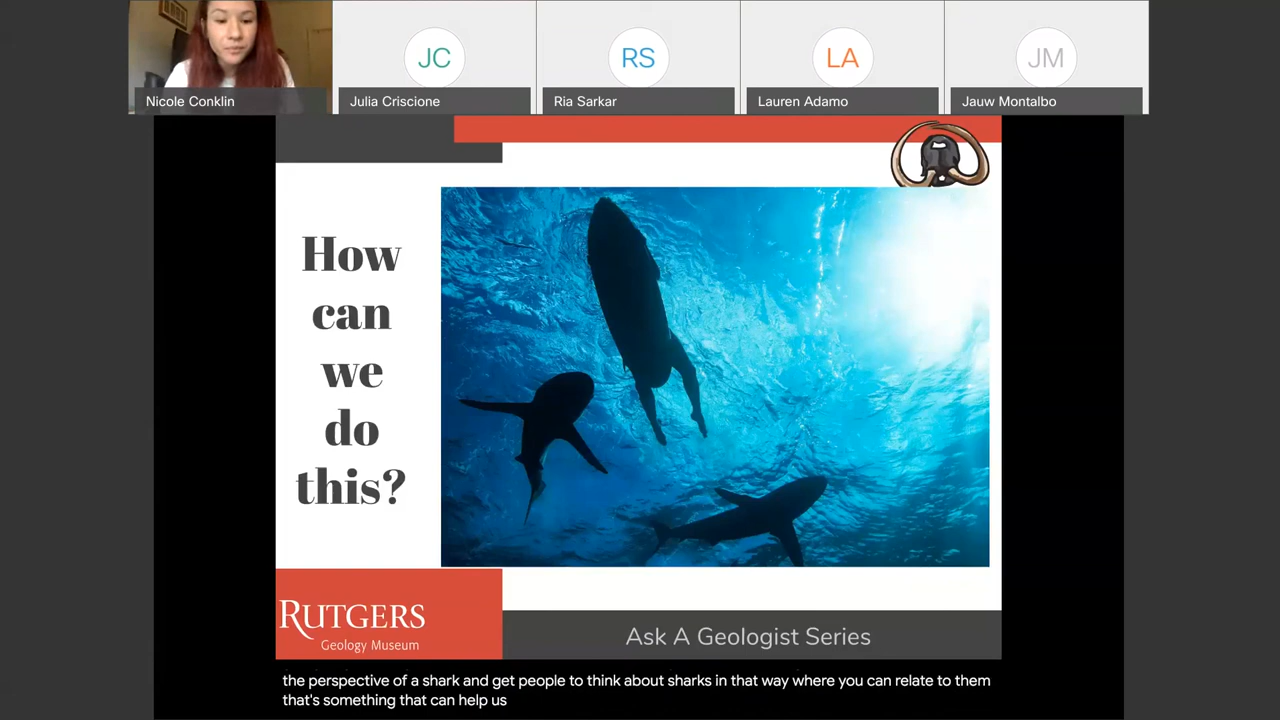 JC
RS
LA
JM
Nicole Conklin
Julia Criscione
Ria Sarkar
Lauren Adamo
Jauw Montalbo
How
can
we
do
this?
RUTGERS
Geology Museum
Ask A Geologist Series
the perspective of a shark and get people to think about sharks in that way where you can relate to them
that's something that can help us